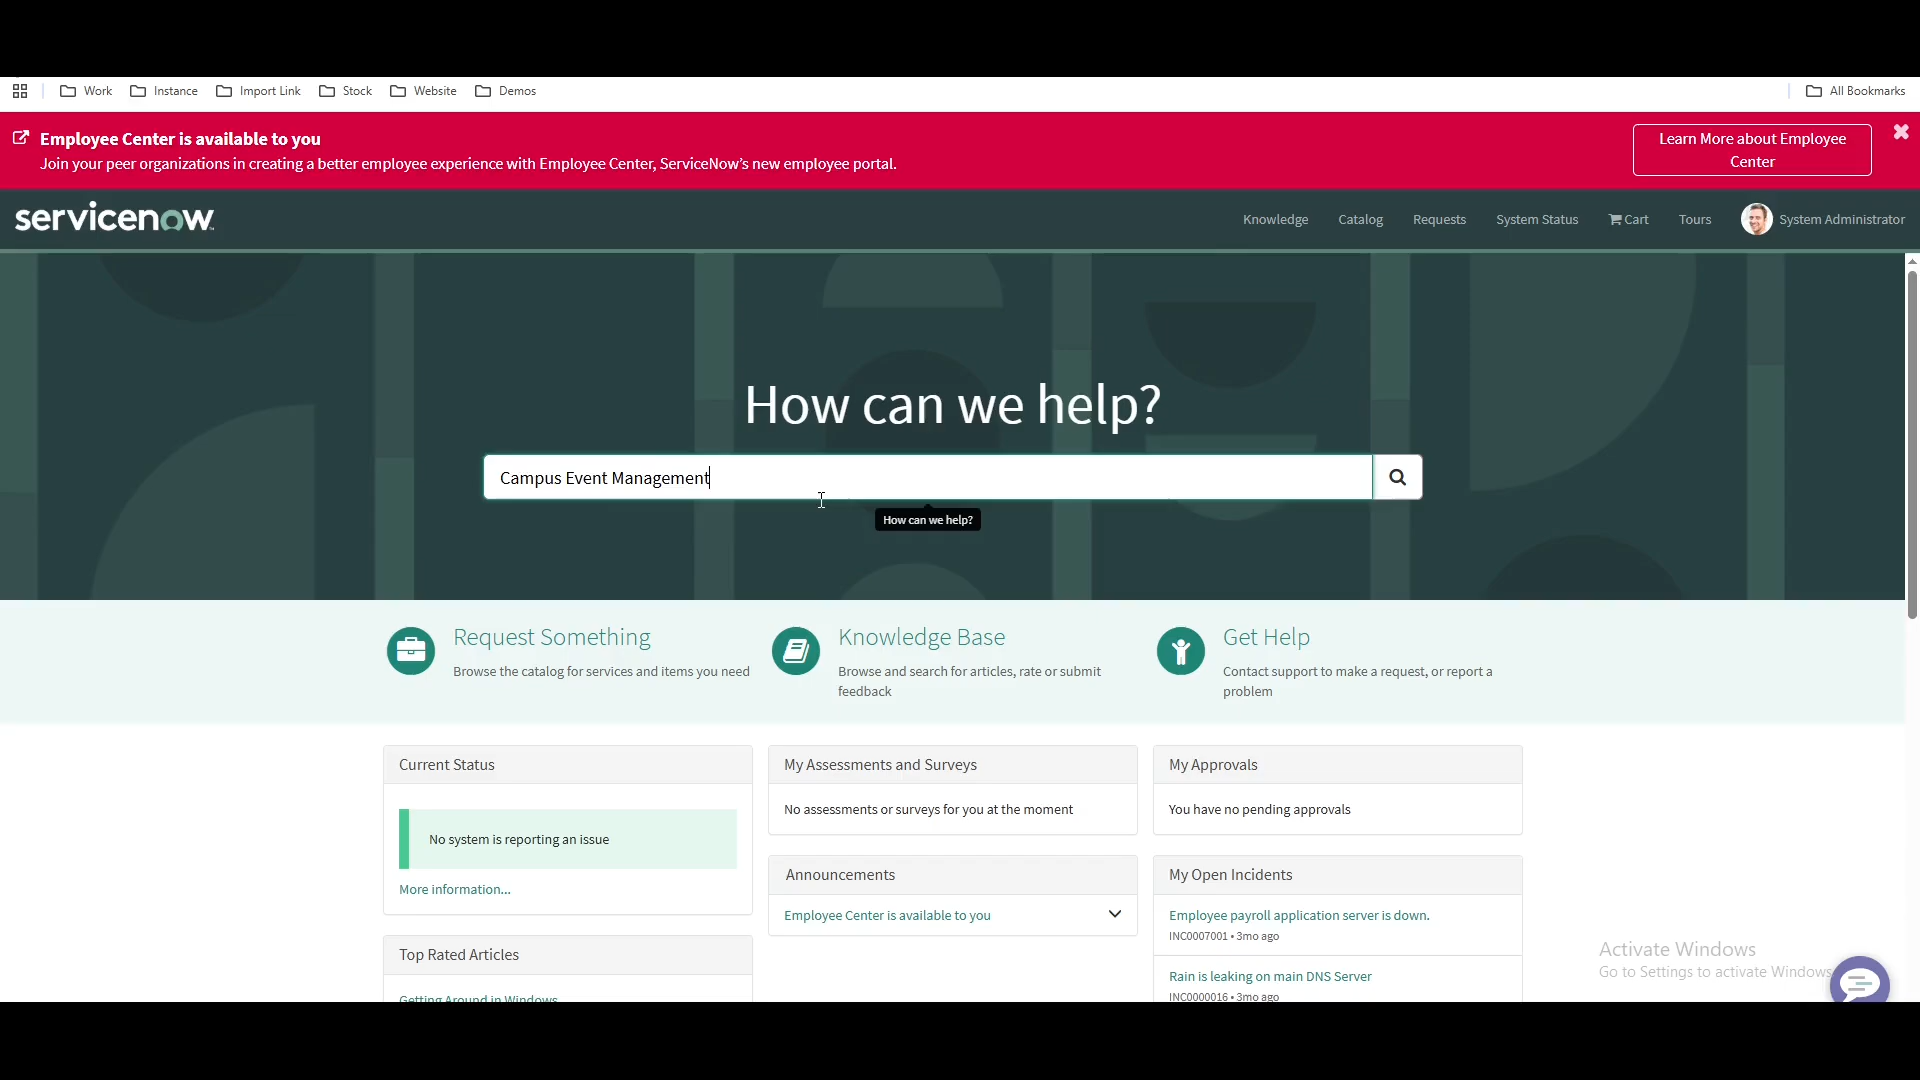 Work Instance Import Link Stock Website Demos All Bookmarks
Employee Center is available to you
Join your peer organizations in creating a better employee experience with Employee Center, ServiceNow's new employee portal.
Learn More about Employee
Center
servicenow
Knowledge Catalog Requests System Status Cart Tours System Administrator
How can we help?
Campus Event Management
How can we help?
Request Something
Browse the catalog for services and items you need
Knowledge Base
Browse and search for articles, rate or submit
feedback
Get Help
Contact support to make a request, or report a
problem
Current Status
No system is reporting an issue
More information...
Top Rated Articles
Getting Around in Windows
My Assessments and Surveys
No assessments or surveys for you at the moment
Announcements
Employee Center is available to you
My Approvals
You have no pending approvals
My Open Incidents
Employee payroll application server is down.
INC0007001 • 3mo ago
Rain is leaking on main DNS Server
INC0000016 • 3mo ago
Activate Windows
Go to Settings to activate Windows